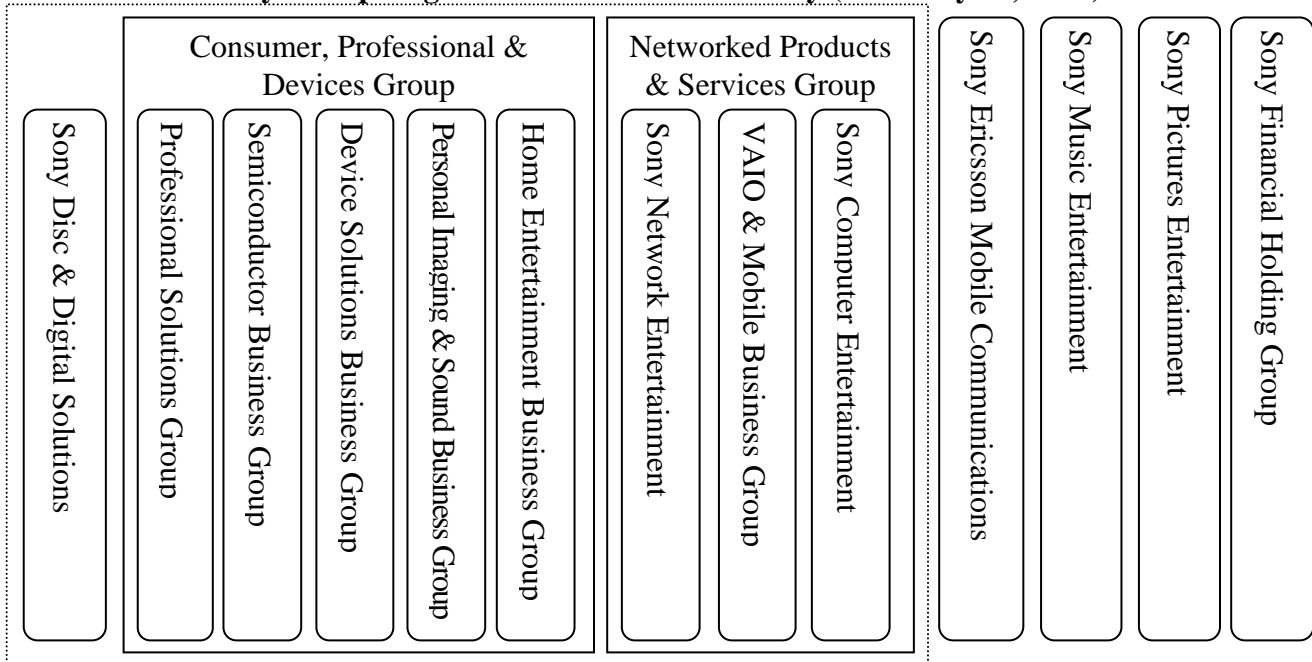 Consumer, Professional &
Devices Group
Networked Products
& Services Group
Sony Disc & Digital Solutions
Professional Solutions Group
Semiconductor Business Group
Device Solutions Business Group
Personal Imaging & Sound Business Group
Home Entertainment Business Group
Sony Network Entertainment
VAIO & Mobile Business Group
Sony Computer Entertainment
Sony Ericsson Mobile Communications
Sony Music Entertainment
Sony Pictures Entertainment
Sony Financial Holding Group